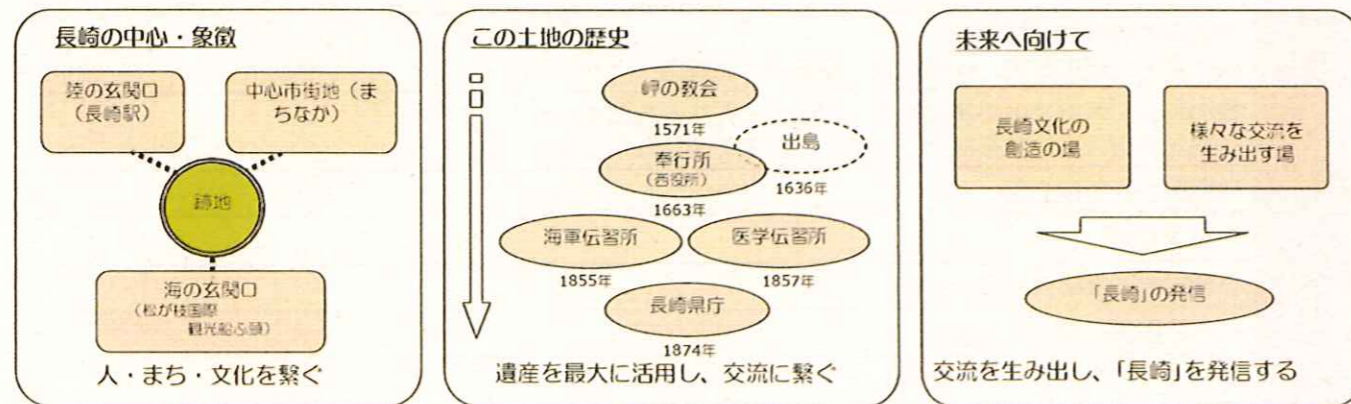 長崎の中心・象徴
陸の玄関口
（長崎駅）
中心市街地（ま
ちなか）
跡地
海の玄関口
（松が枝国際
観光船ふ頭）
人・まち・文化を繋ぐ
この土地の歴史
岬の教会
1571年
出島
1636年
奉行所
（西役所）
1663年
海軍伝習所
1855年
医学伝習所
1857年
長崎県庁
1874年
遺産を最大に活用し、交流に繋ぐ
未来へ向けて
長崎文化の
創造の場
様々な交流を
生み出す場
「長崎」の発信
交流を生み出し、「長崎」を発信する